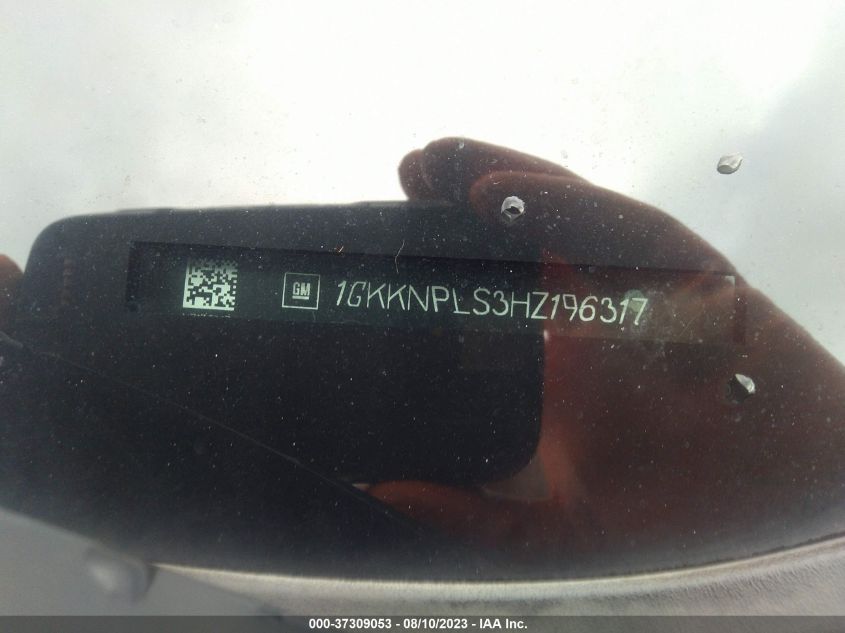 GM 1GKKNPLS3HZ196317
000-37309053 - 08/10/2023 - IAA Inc.